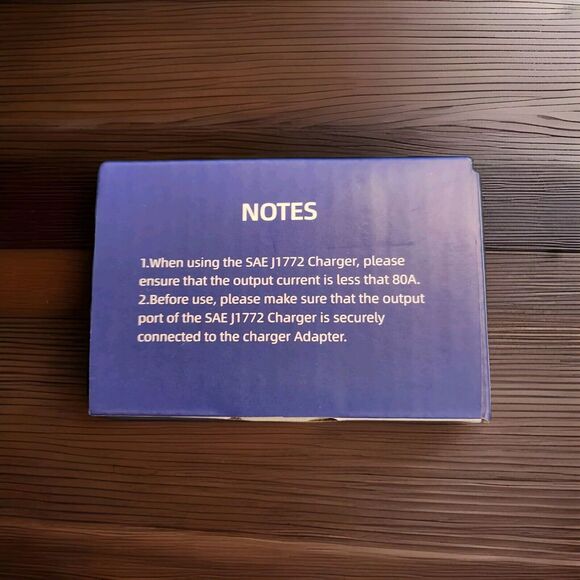 NOTES
1.When using the SAE J1772 Charger, please
ensure that the output current is less that 80A.
2.Before use, please make sure that the output
port of the SAE J1772 Charger is securely
connected to the charger Adapter.